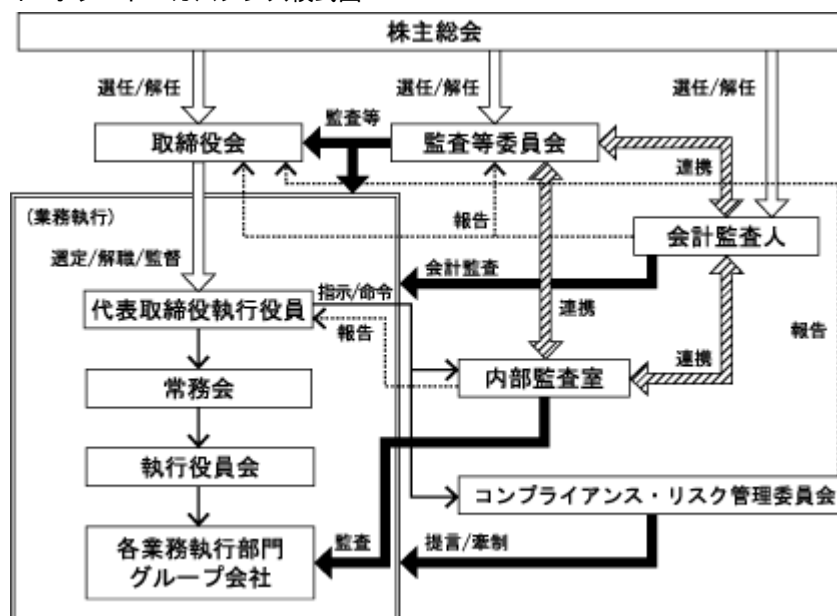 株主総会
選任/解任
選任/解任
選任/解任
監査等
取締役会
監査等委員会
連携
(業務執行)
報告
会計監査人
選定/解職/監督
会計監査
指示/命令
代表取締役執行役員
報告
連携
報告
連携
常務会
内部監査室
執行役員会
コンプライアンス・リスク管理委員会
各業務執行部門
グループ会社
監査
提言/牽制